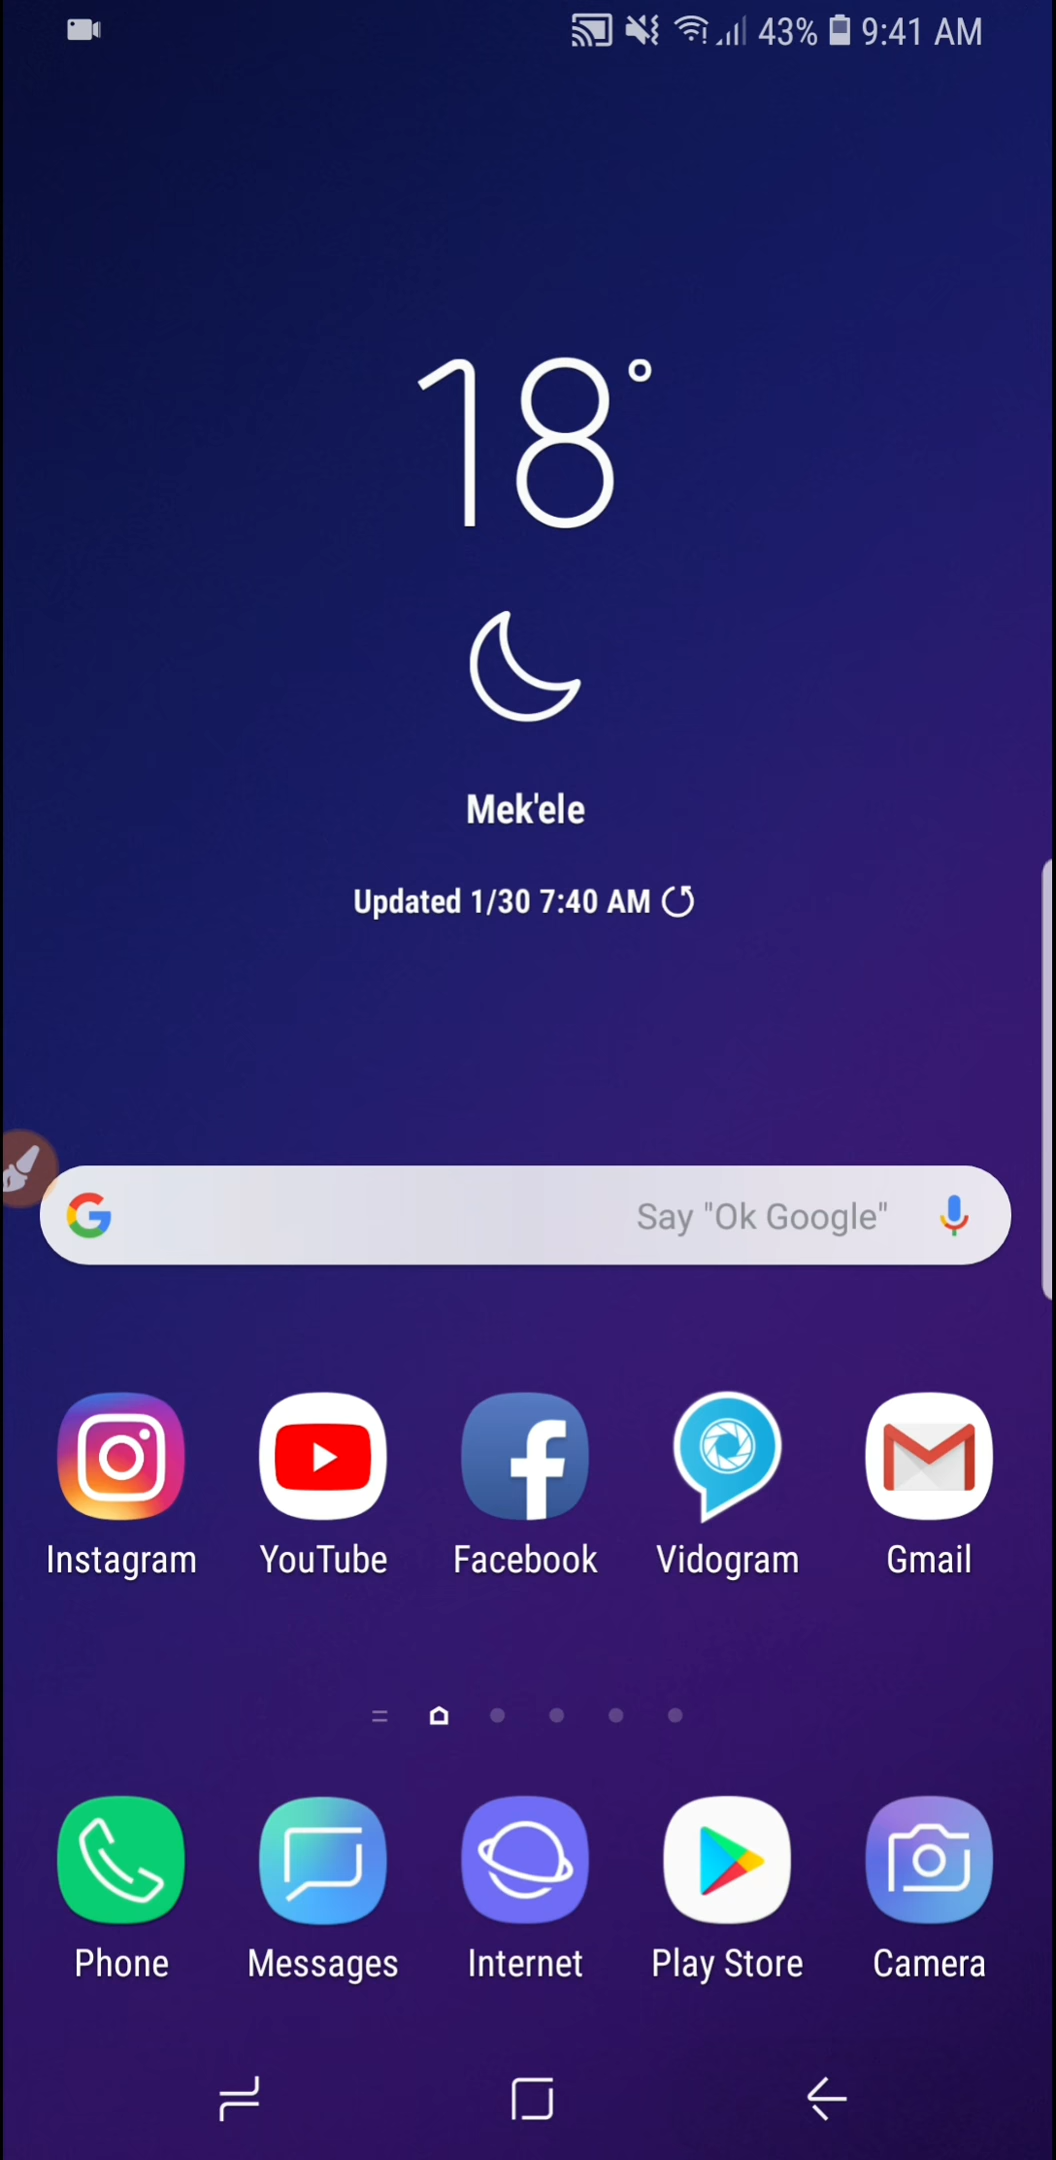 43% 9:41 AM
18°
Mek'ele
Updated 1/30 7:40 AM
Say "Ok Google"
Instagram YouTube Facebook Vidogram Gmail
Phone Messages Internet Play Store Camera